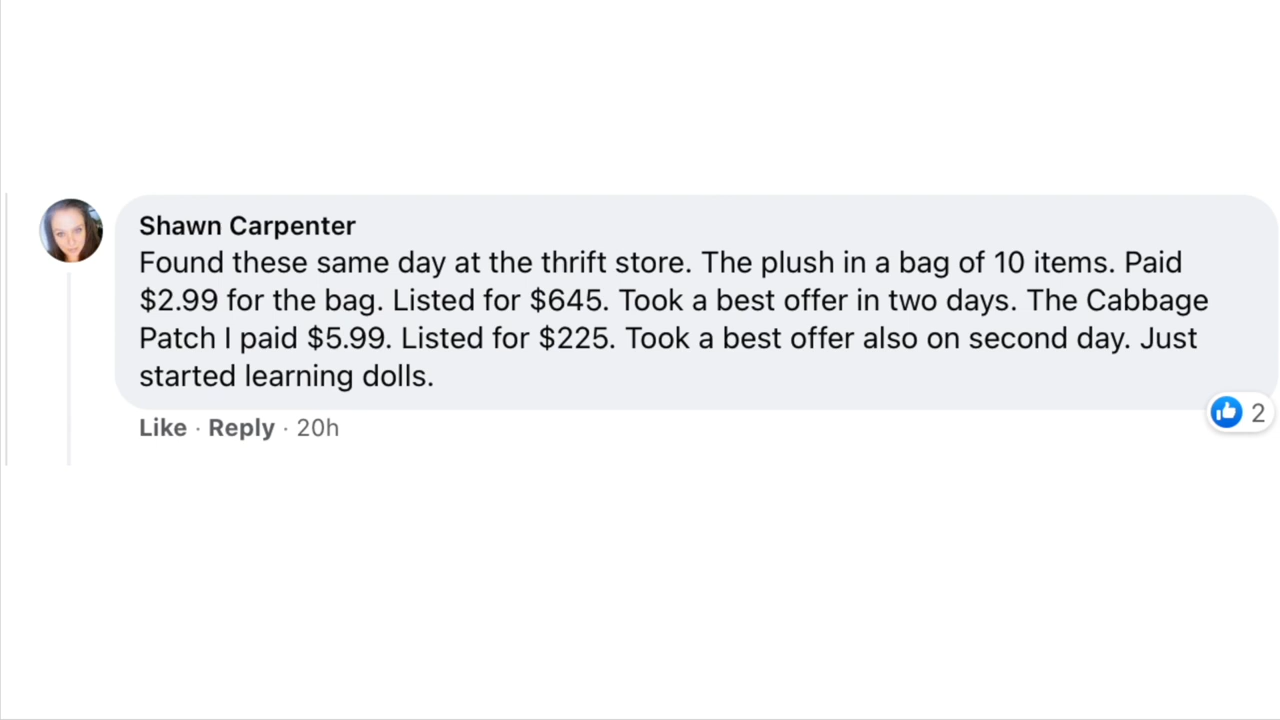 Shawn Carpenter
Found these same day at the thrift store. The plush in a bag of 10 items. Paid
$2.99 for the bag. Listed for $645. Took a best offer in two days. The Cabbage
Patch I paid $5.99. Listed for $225. Took a best offer also on second day. Just
started learning dolls.
Like · Reply · 20h
2